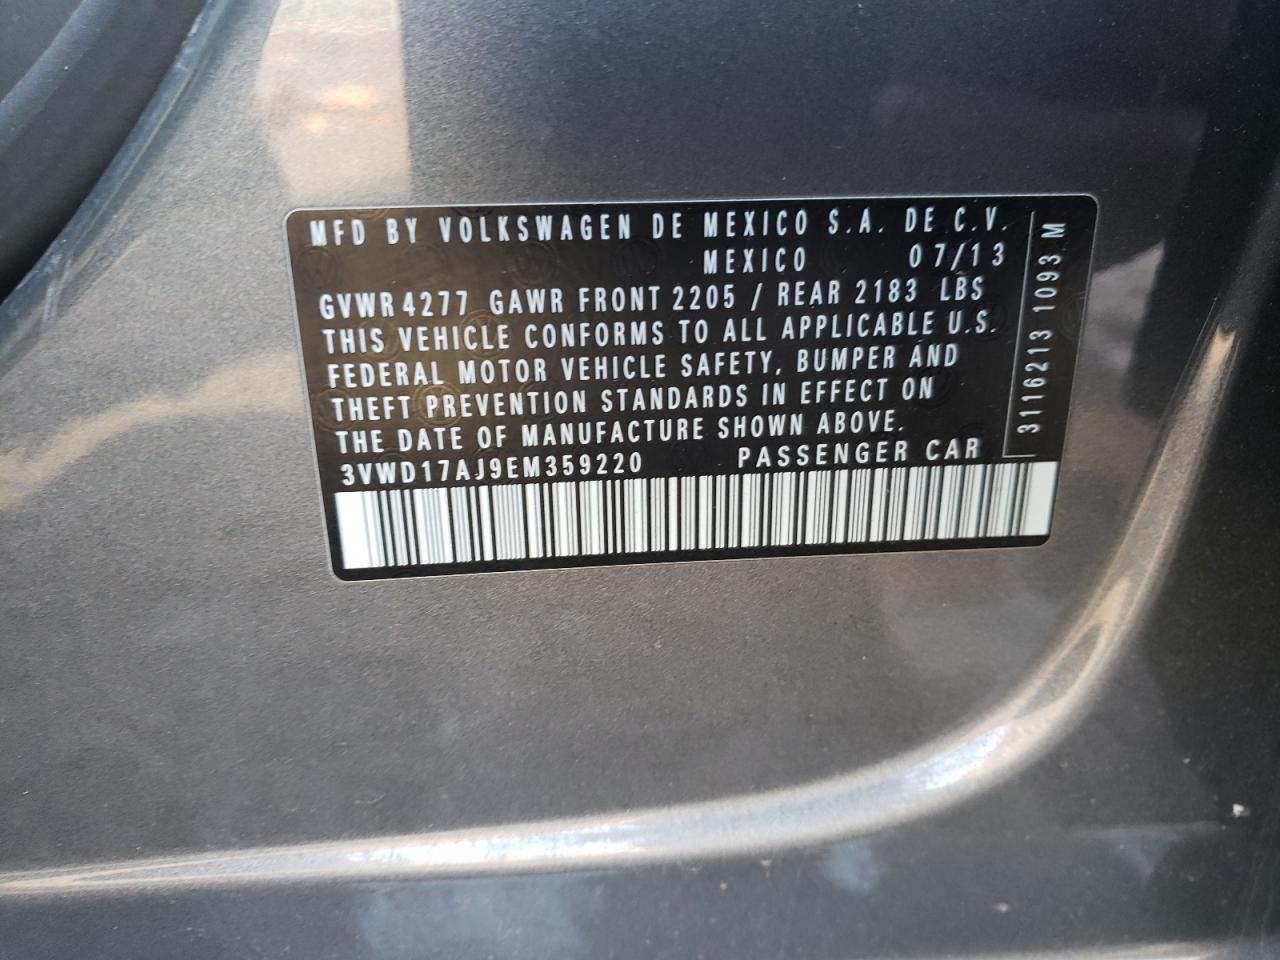 MFD BY VOLKSWAGEN DE MEXICO S.A. DE C.V.
MEXICO 07/13
GVWR 4277 GAWR FRONT 2205 / REAR 2183 LBS
THIS VEHICLE CONFORMS TO ALL APPLICABLE U.S.
FEDERAL MOTOR VEHICLE SAFETY, BUMPER AND
THEFT PREVENTION STANDARDS IN EFFECT ON
THE DATE OF MANUFACTURE SHOWN ABOVE.
3VWD17AJ9EM359220 PASSENGER CAR
3116213 1093 M